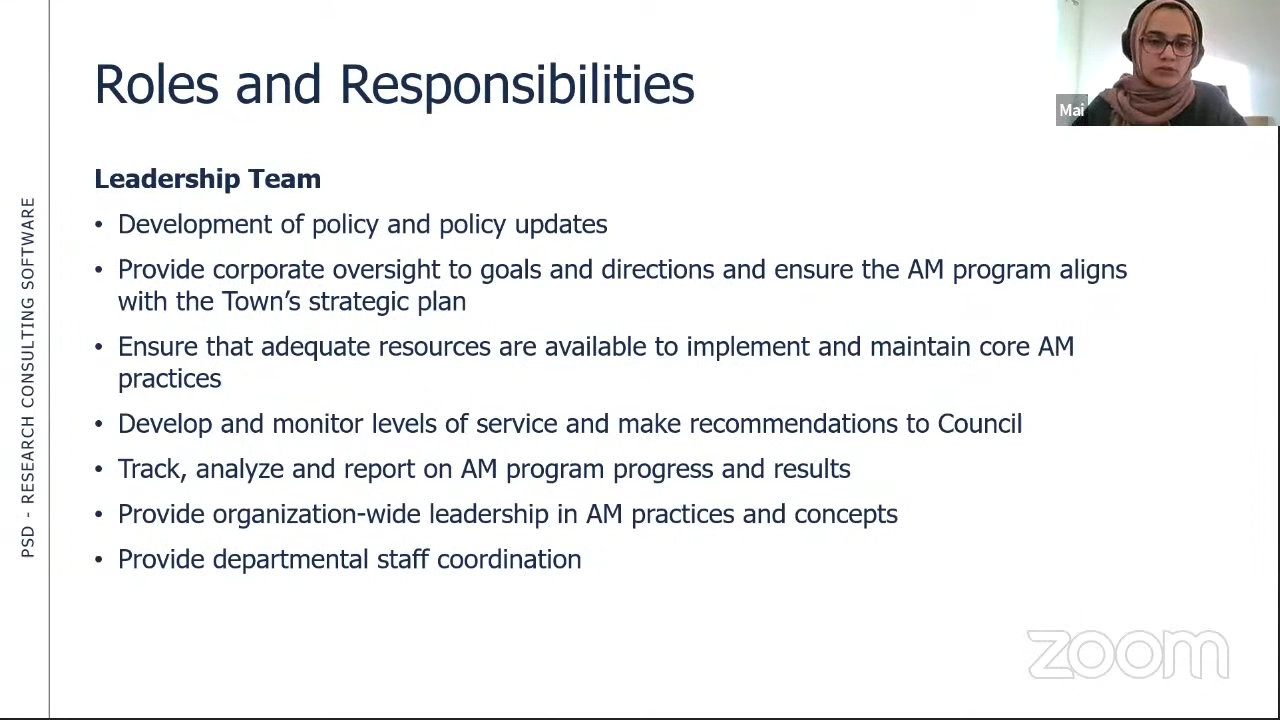 Roles and Responsibilities
Mai
Leadership Team
• Development of policy and policy updates
• Provide corporate oversight to goals and directions and ensure the AM program aligns
with the Town’s strategic plan
• Ensure that adequate resources are available to implement and maintain core AM
practices
• Develop and monitor levels of service and make recommendations to Council
• Track, analyze and report on AM program progress and results
• Provide organization-wide leadership in AM practices and concepts
• Provide departmental staff coordination
PSD - RESEARCH CONSULTING SOFTWARE
zoom